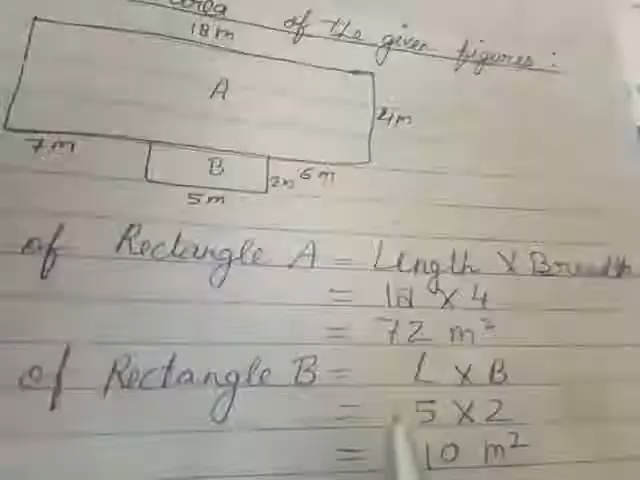 area of the given figures :
18m
A
4m
7m
B
2m
6m
5m
of Rectangle A = Length X Breadth
= 18 X 4
= 72 m²
of Rectangle B = L X B
= 5 X 2
= 10 m²